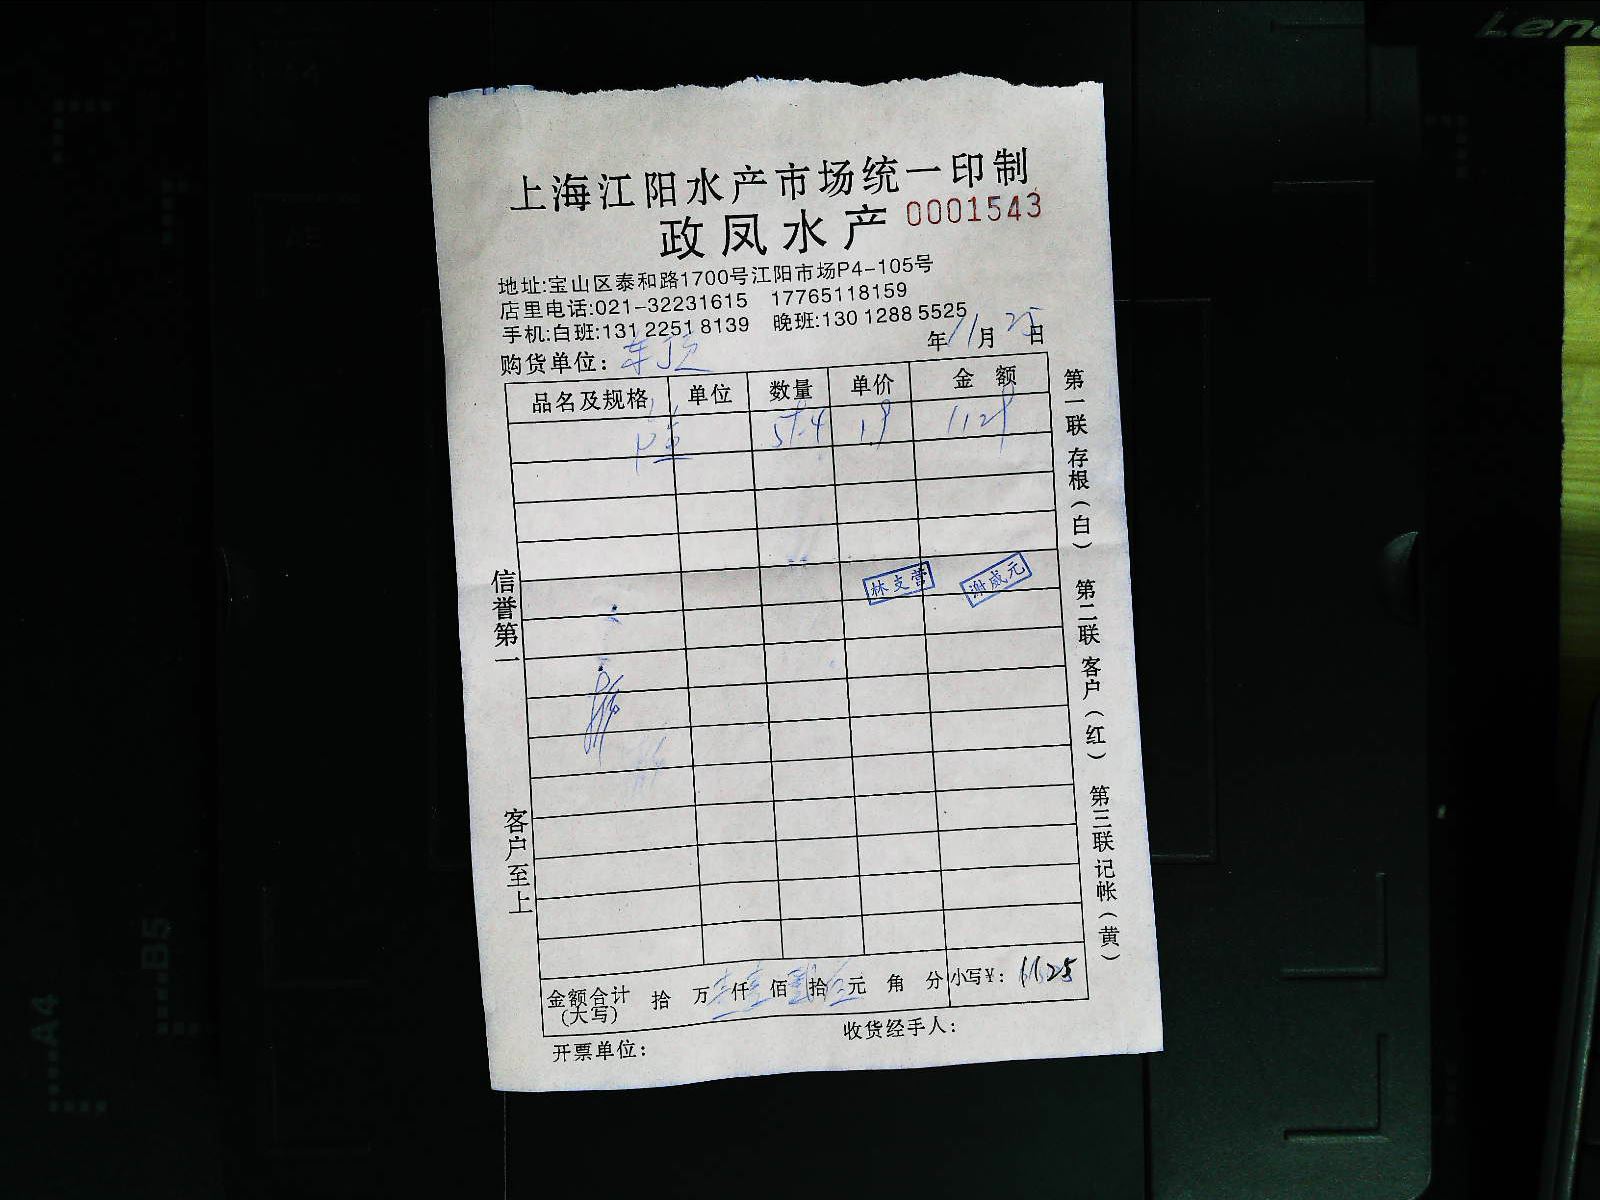 上海江阳水产市场统一印制
政凤水产 0001543
地址:宝山区泰和路1700号江阳市场P4-105号
店里电话:021-32231615 17765118159
手机:白班:131 2251 8139 晚班:130 1288 5525
年 11 月 25 日
购货单位:
品名及规格 单位 数量 单价 金额
林支营 谢威元
信誉第一
客户至上
第一联 存根(白)
第二联 客户(红)
第三联 记帐(黄)
金额合计 拾 万 仟 佰 拾 元 角 分 小写¥: 1125
(大写)
开票单位: 收货经手人: